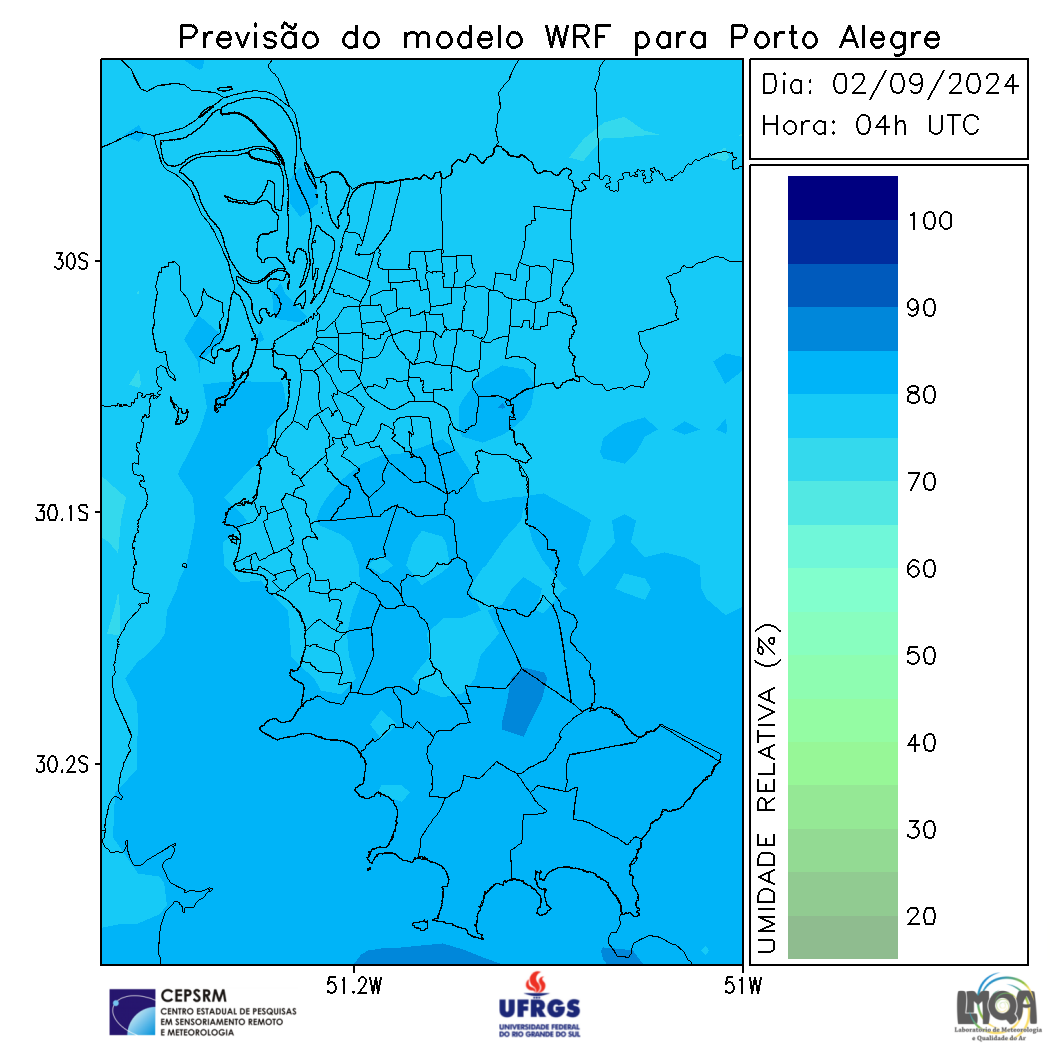 Previsão do modelo WRF para Porto Alegre
Dia: 02/09/2024
Hora: 04h UTC
100
90
80
70
60
50
40
30
20
UMIDADE RELATIVA (%)
30S
30.1S
30.2S
51.2W
51W
CEPSRM
CENTRO ESTADUAL DE PESQUISAS
EM SENSORIAMENTO REMOTO
E METEOROLOGIA
UFRGS
UNIVERSIDADE FEDERAL
DO RIO GRANDE DO SUL
LMQA
Laboratório de Meteorologia
e Qualidade do Ar